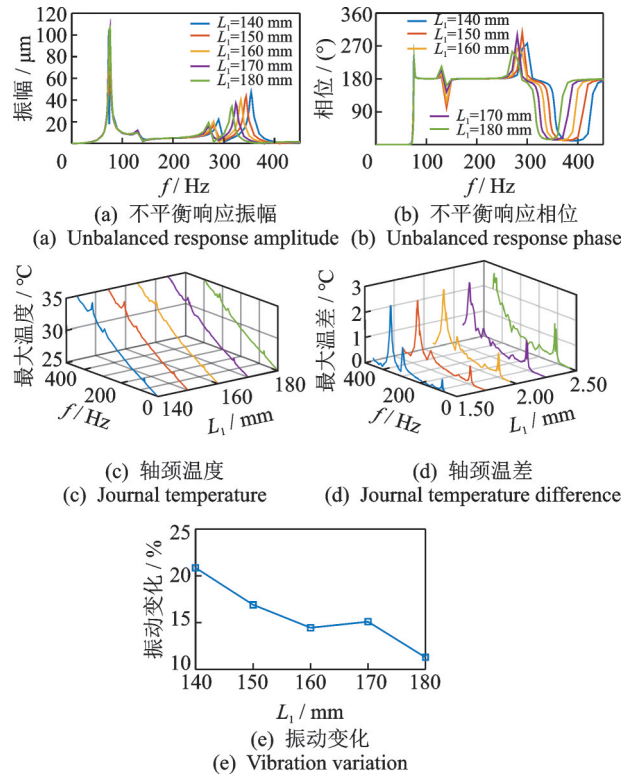 振幅 / μm
120
100
80
60
40
20
0
100
200
300
400
f / Hz
L₁=140 mm
L₁=150 mm
L₁=160 mm
L₁=170 mm
L₁=180 mm
(a) 不平衡响应振幅
(a) Unbalanced response amplitude
相位 / (°)
360
270
180
90
0
100
200
300
400
f / Hz
L₁=140 mm
L₁=150 mm
L₁=160 mm
L₁=170 mm
L₁=180 mm
(b) 不平衡响应相位
(b) Unbalanced response phase
最大温度 / °C
35
30
25
400
200
0
f / Hz
140
160
180
L₁ / mm
(c) 轴颈温度
(c) Journal temperature
最大温差 / °C
3
2
1
0
400
200
0
f / Hz
1.50
2.00
2.50
L₁ / mm
(d) 轴颈温差
(d) Journal temperature difference
振动变化 / %
25
20
15
10
140
150
160
170
180
L₁ / mm
(e) 振动变化
(e) Vibration variation